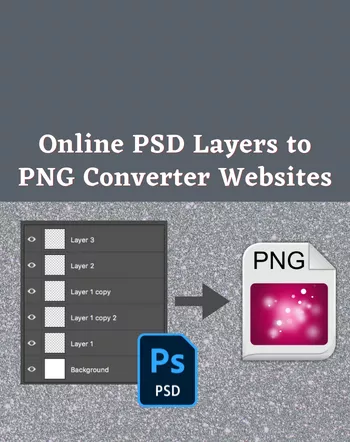 Online PSD Layers to
PNG Converter Websites
Layer 3
Layer 2
Layer 1 copy
Layer 1 copy 2
Layer 1
Background
Ps
PSD
PNG